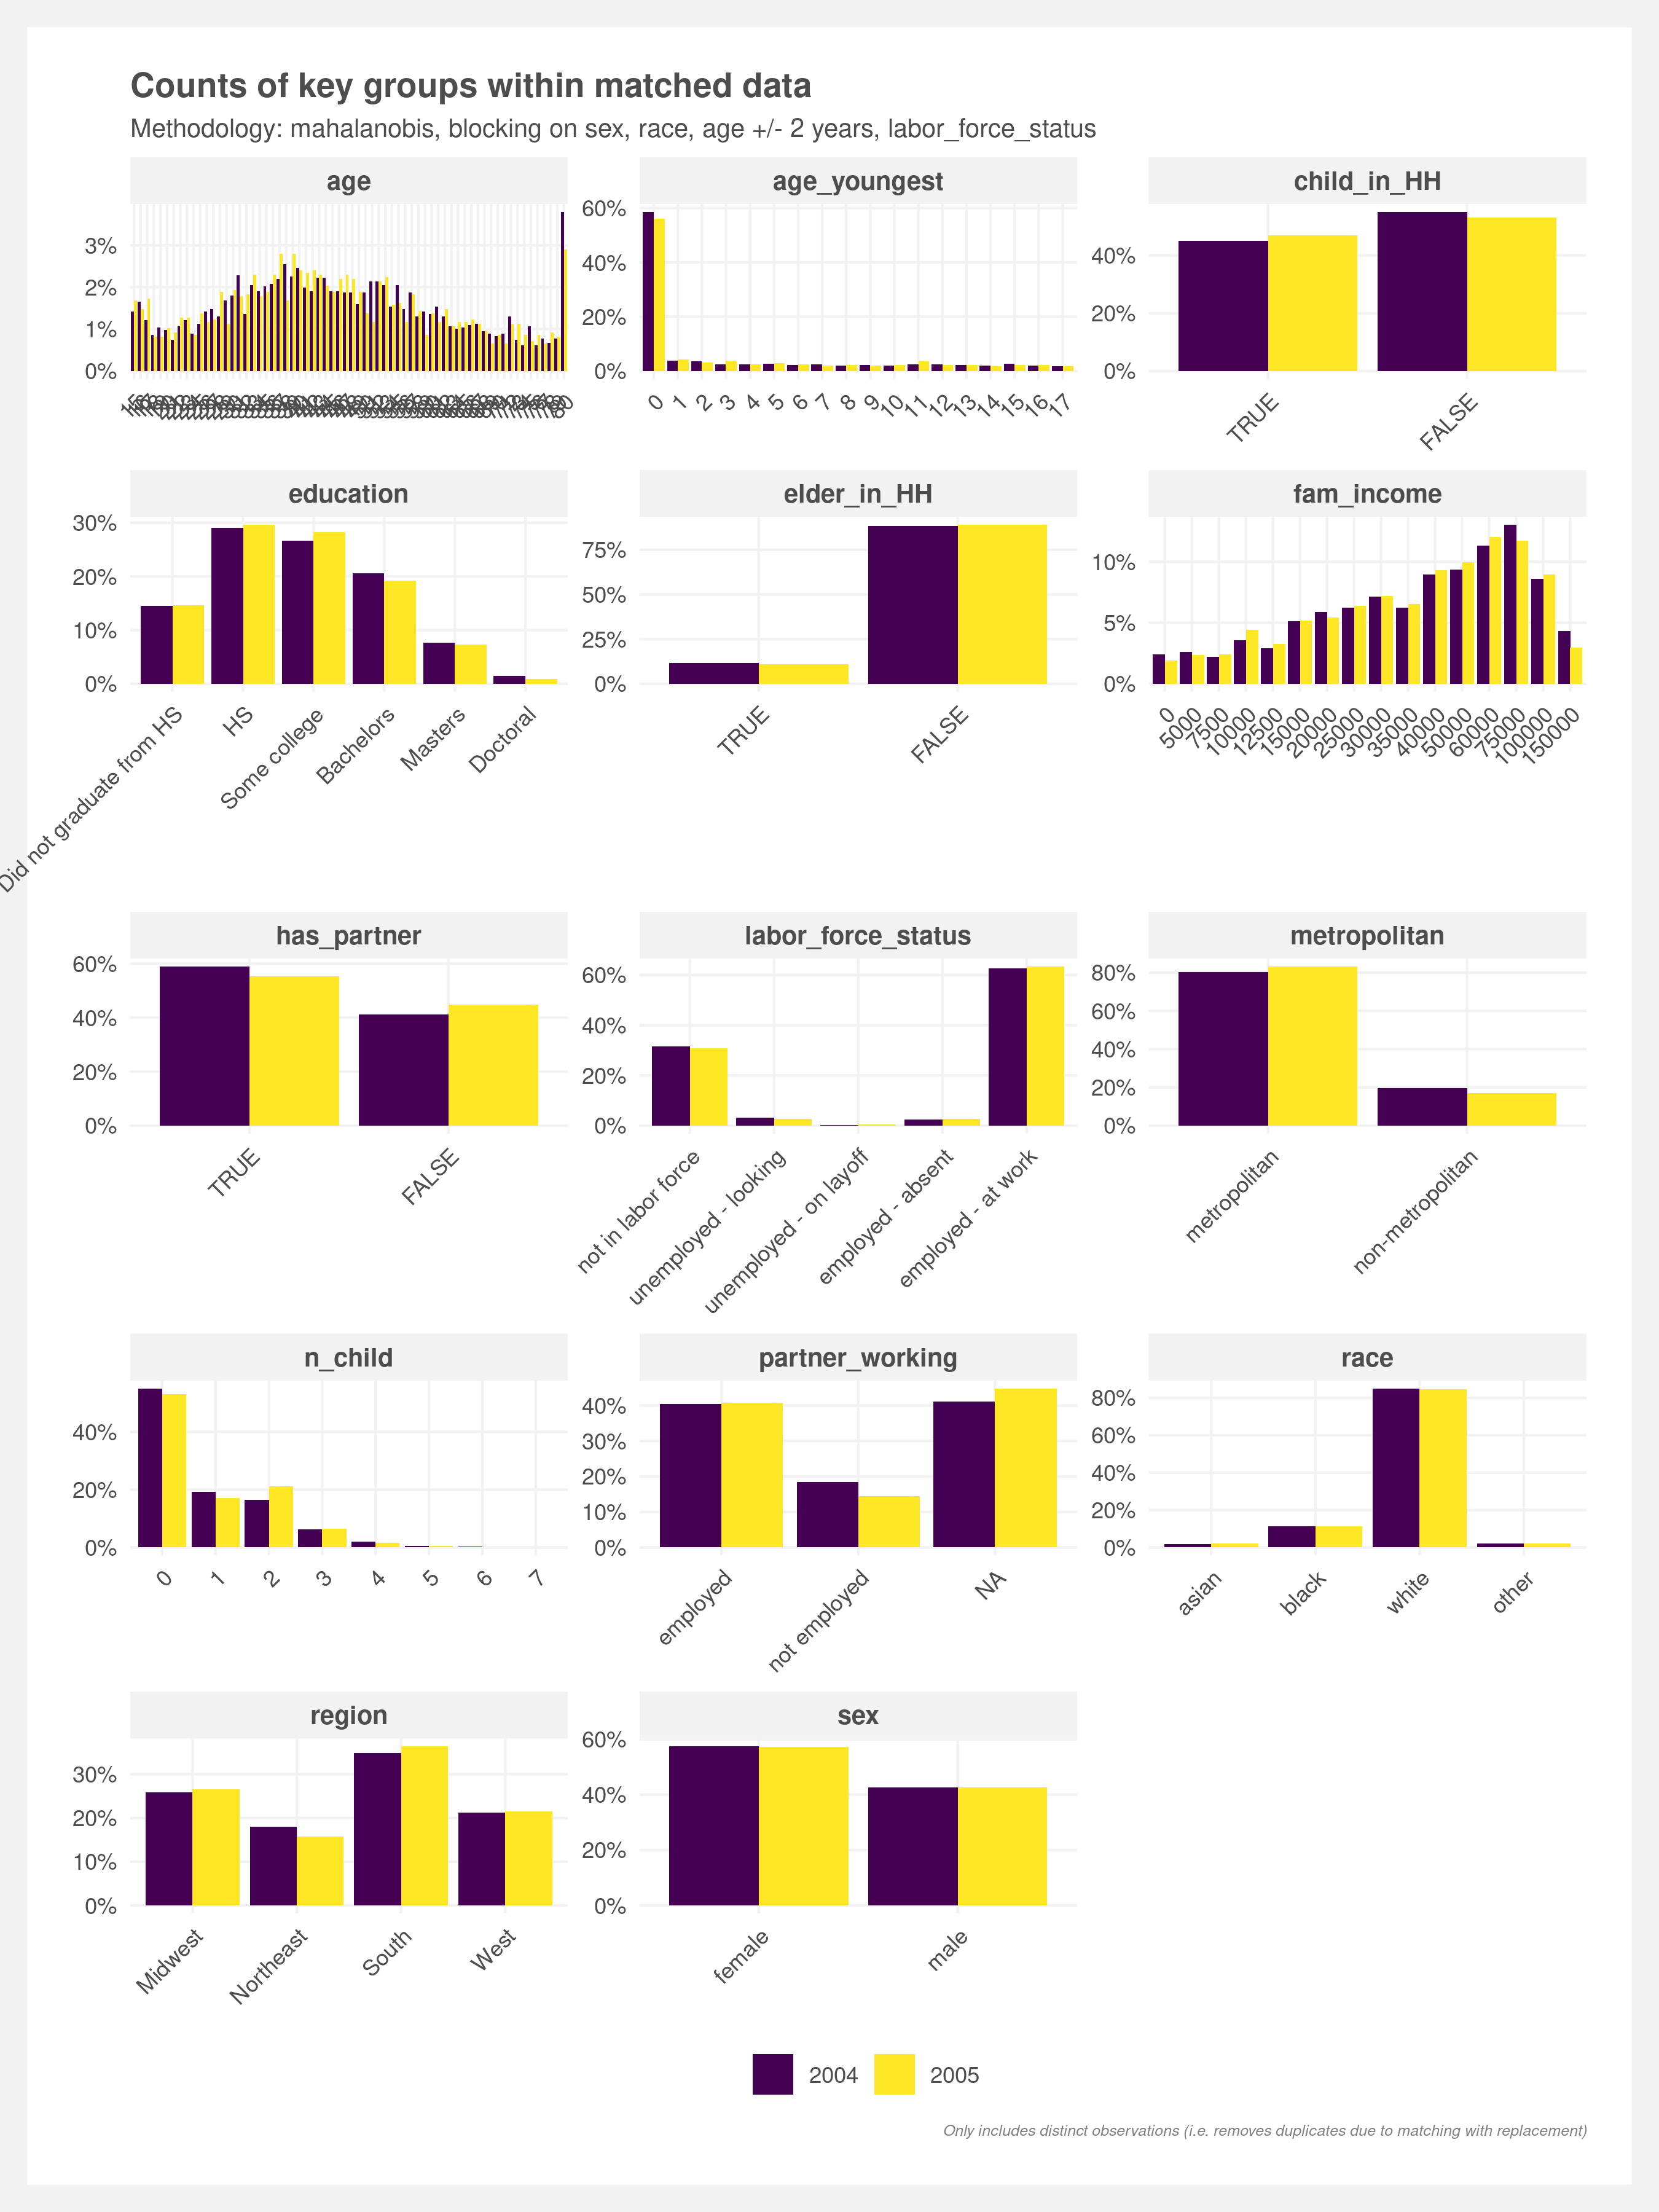 Counts of key groups within matched data
Methodology: mahalanobis, blocking on sex, race, age +/- 2 years, labor_force_status
age
3%
2%
1%
0%
age_youngest
60%
40%
20%
0%
0 1 2 3 4 5 6 7 8 9 10 11 12 13 14 15 16 17
child_in_HH
40%
20%
0%
TRUE FALSE
education
30%
20%
10%
0%
Did not graduate from HS HS Some college Bachelors Masters Doctoral
elder_in_HH
75%
50%
25%
0%
TRUE FALSE
fam_income
10%
5%
0%
0 5000 7500 10000 12500 15000 20000 25000 30000 35000 40000 50000 60000 75000 100000 150000
has_partner
60%
40%
20%
0%
TRUE FALSE
labor_force_status
60%
40%
20%
0%
not in labor force unemployed - looking unemployed - on layoff employed - absent employed - at work
metropolitan
80%
60%
40%
20%
0%
metropolitan non-metropolitan
n_child
40%
20%
0%
0 1 2 3 4 5 6 7
partner_working
40%
30%
20%
10%
0%
employed not employed NA
race
80%
60%
40%
20%
0%
asian black white other
region
30%
20%
10%
0%
Midwest Northeast South West
sex
60%
40%
20%
0%
female male
2004 2005
Only includes distinct observations (i.e. removes duplicates due to matching with replacement)